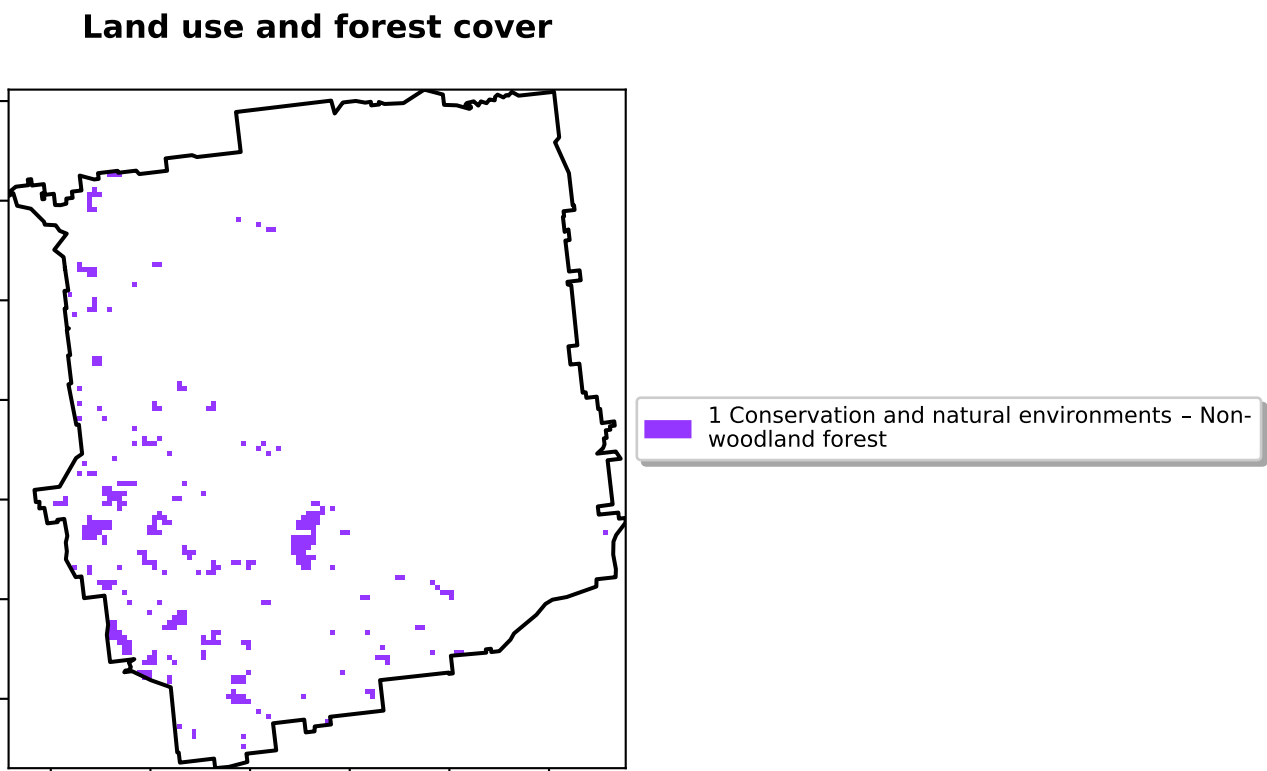 Land use and forest cover
1 Conservation and natural environments – Non-
woodland forest